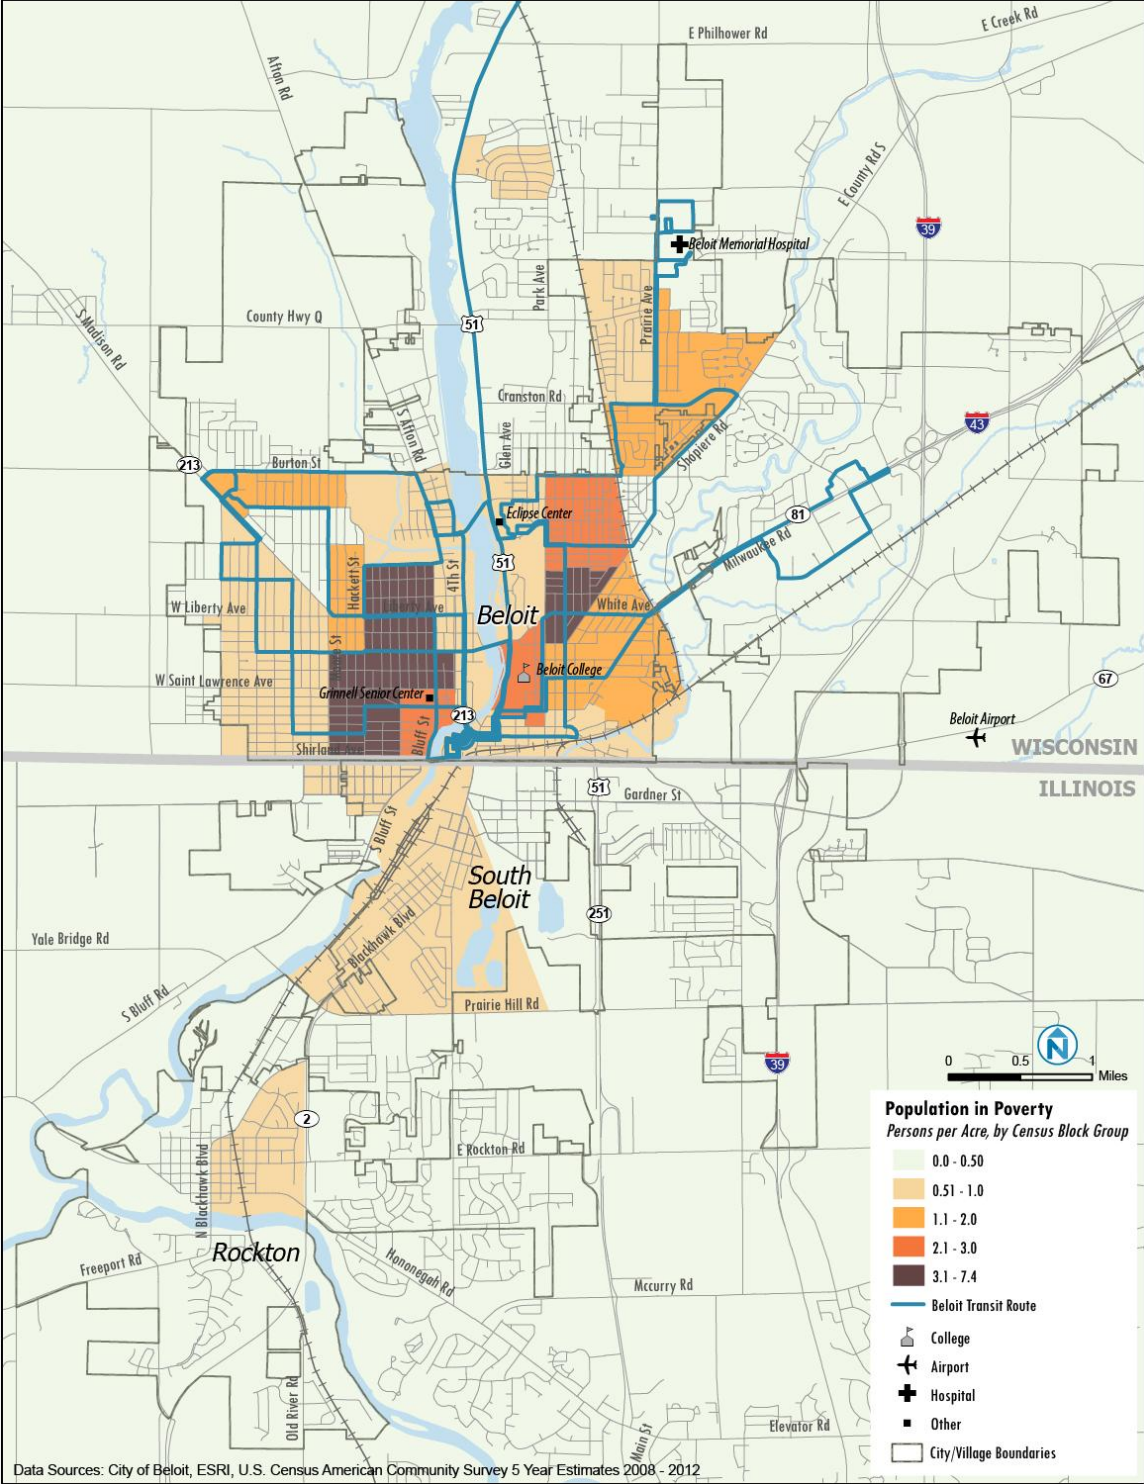 E Philhower Rd
E Creek Rd
Afton Rd
E County Rd S
39
Beloit Memorial Hospital
Park Ave
Prairie Ave
S Madison Rd
County Hwy Q
51
Cranston Rd
S Afton Rd
Glen Ave
43
Shopiere Rd
213
Burton St
Eclipse Center
81
Milwaukee Rd
51
4Th St
Hackett St
W Liberty Ave
Liberty Ave
Beloit
White Ave
W Saint Lawrence Ave
Grinnell Senior Center
Beloit College
67
213
Bluff St
Beloit Airport
Shirland Ave
WISCONSIN
ILLINOIS
51
Gardner St
S Bluff St
South
Beloit
251
Blackhawk Blvd
Yale Bridge Rd
S Bluff Rd
Prairie Hill Rd
39
N
0 0.5 1
Miles
2
E Rockton Rd
N Blackhawk Blvd
Rockton
Freeport Rd
Hononegah Rd
Mccurry Rd
Old River Rd
Main St
Elevator Rd
Population in Poverty
Persons per Acre, by Census Block Group
0.0 - 0.50
0.51 - 1.0
1.1 - 2.0
2.1 - 3.0
3.1 - 7.4
Beloit Transit Route
College
Airport
Hospital
Other
City/Village Boundaries
Data Sources: City of Beloit, ESRI, U.S. Census American Community Survey 5 Year Estimates 2008 - 2012